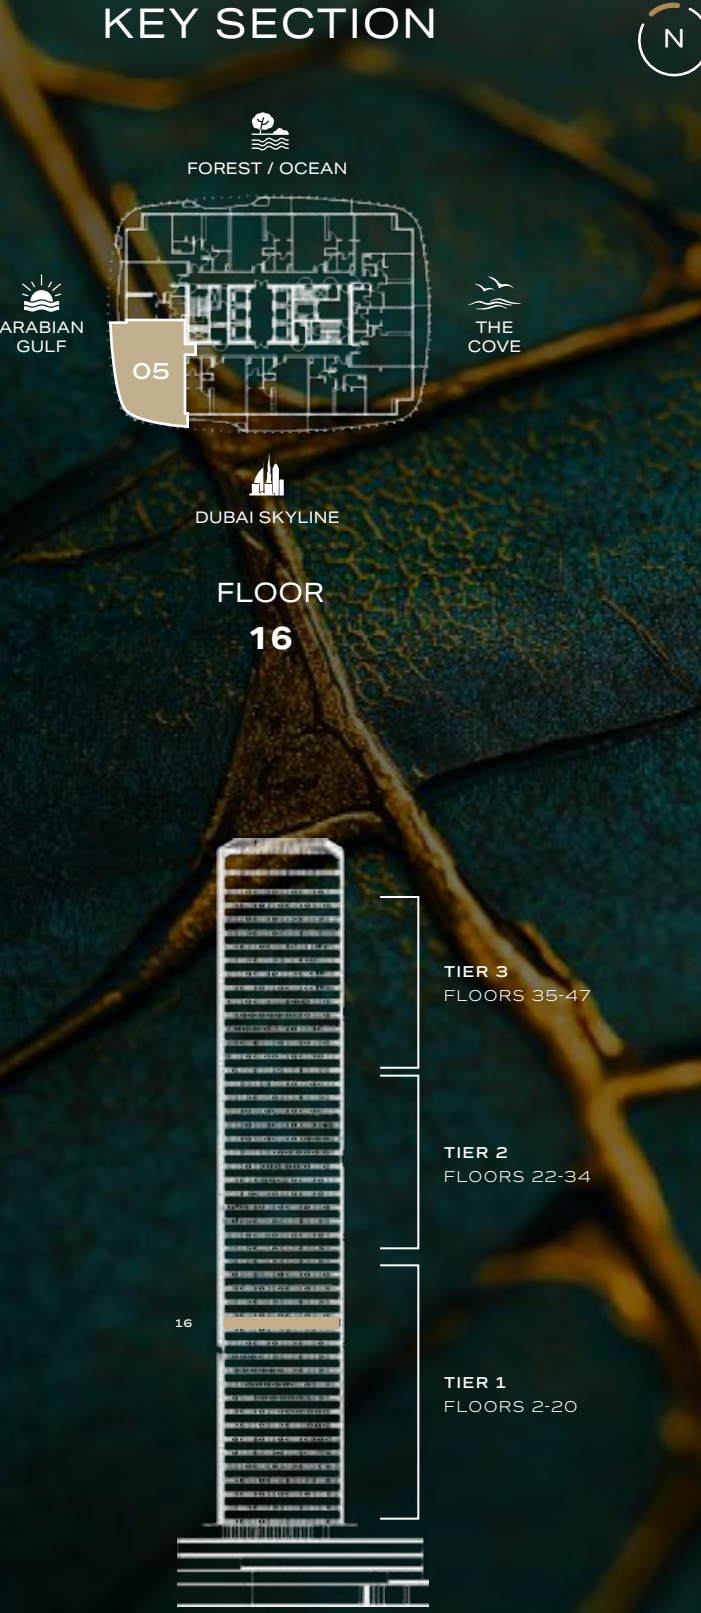 KEY SECTION
N
FOREST / OCEAN
ARABIAN
GULF
THE
COVE
05
DUBAI SKYLINE
FLOOR
16
TIER 3
FLOORS 35-47
TIER 2
FLOORS 22-34
16
TIER 1
FLOORS 2-20